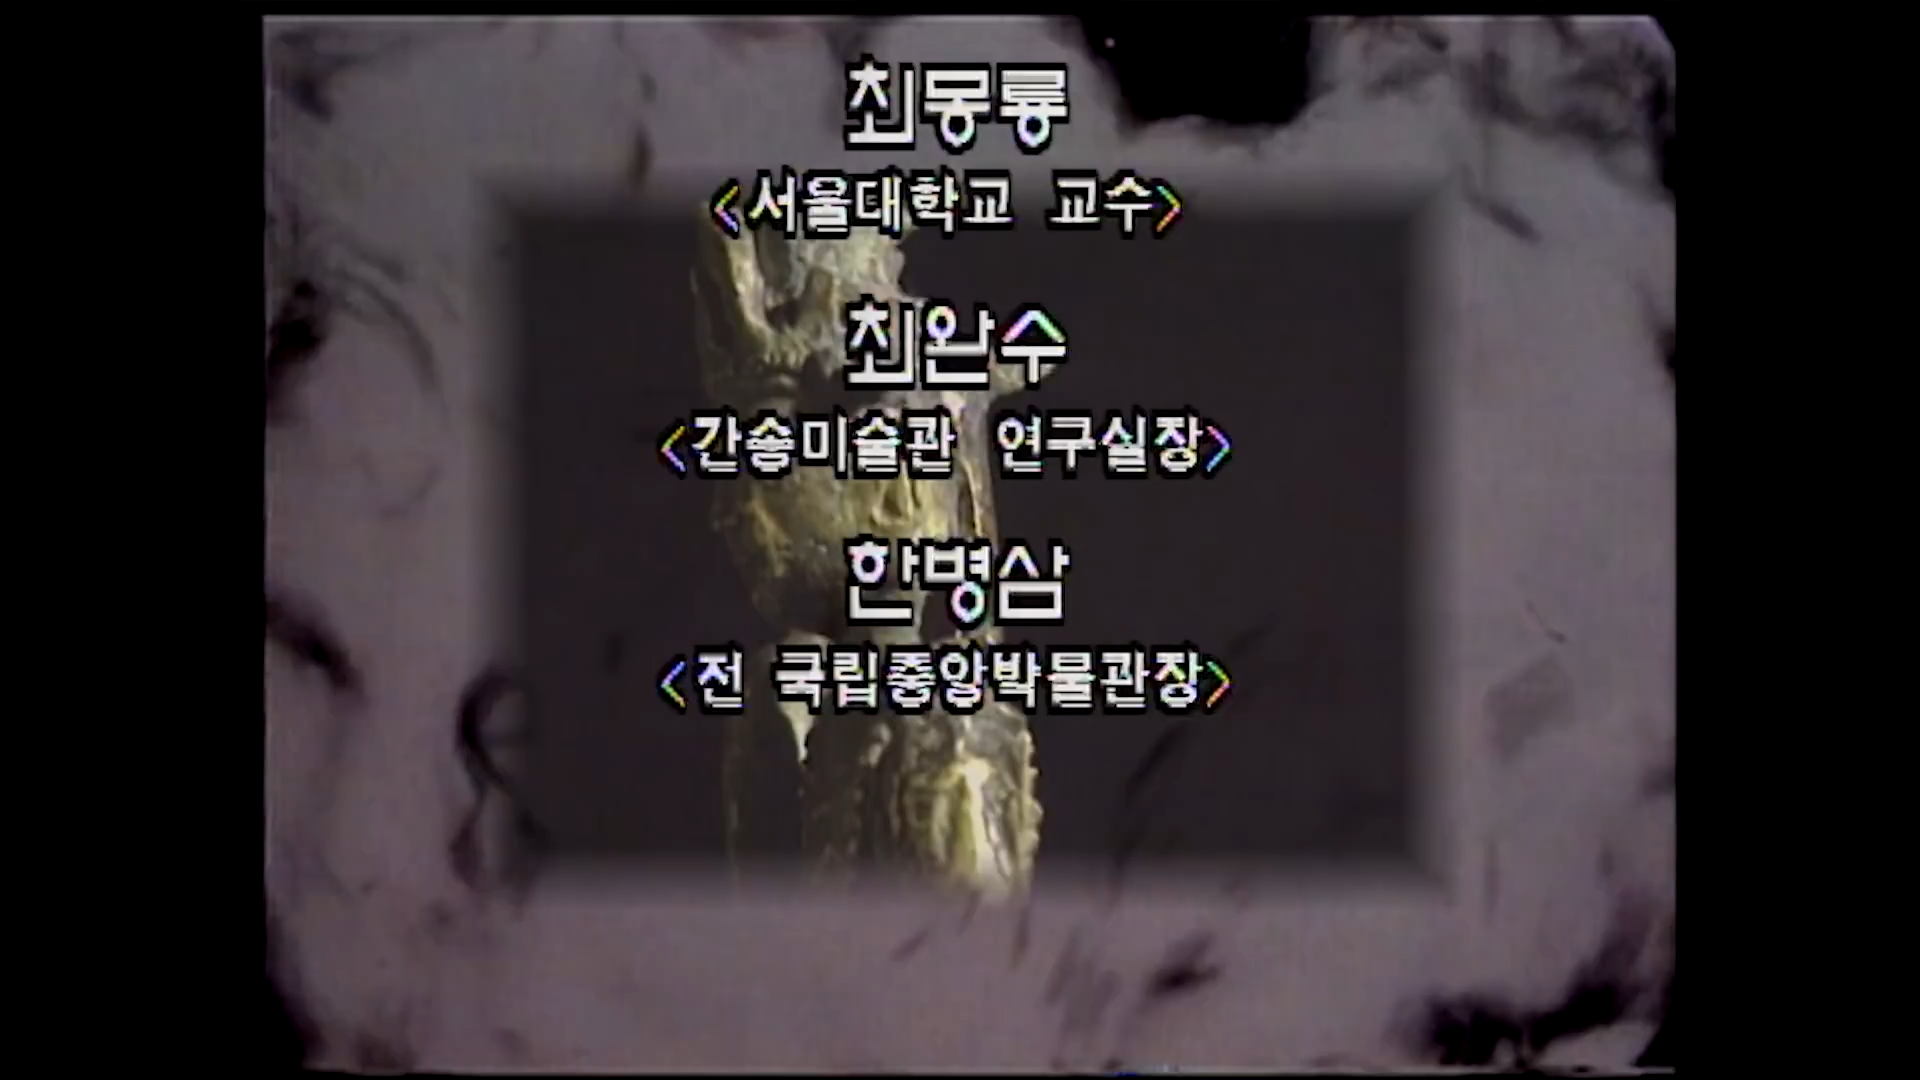 최몽룡
<서울대학교 교수>
최완수
<간송미술관 연구실장>
한병삼
<전 국립중앙박물관장>